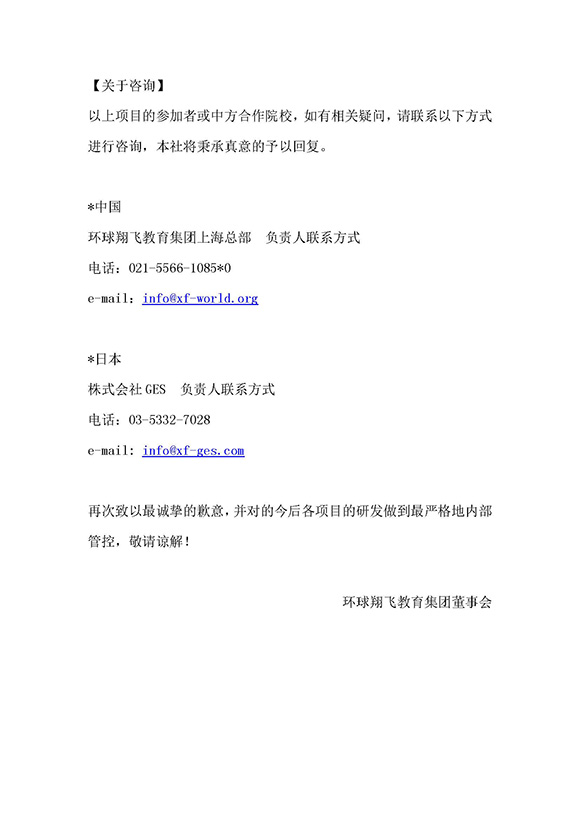 【关于咨询】
以上项目的参加者或中方合作院校，如有相关疑问，请联系以下方式
进行咨询，本社将秉承真意的予以回复。
*中国
环球翔飞教育集团上海总部　负责人联系方式
电话：021-5566-1085*0
e-mail：info@xf-world.org
*日本
株式会社GES　负责人联系方式
电话：03-5332-7028
e-mail: info@xf-ges.com
再次致以最诚挚的歉意，并对的今后各项目的研发做到最严格地内部
管控，敬请谅解！
环球翔飞教育集团董事会